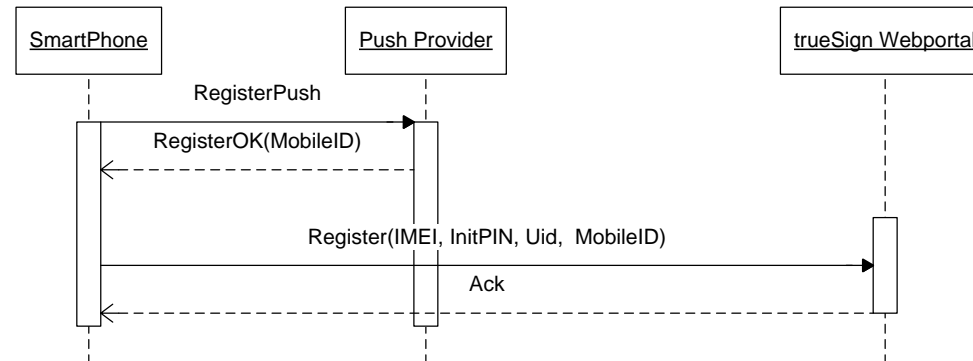 SmartPhone
Push Provider
trueSign Webportal
RegisterPush
RegisterOK(MobileID)
Register(IMEI, InitPIN, Uid,  MobileID)
Ack